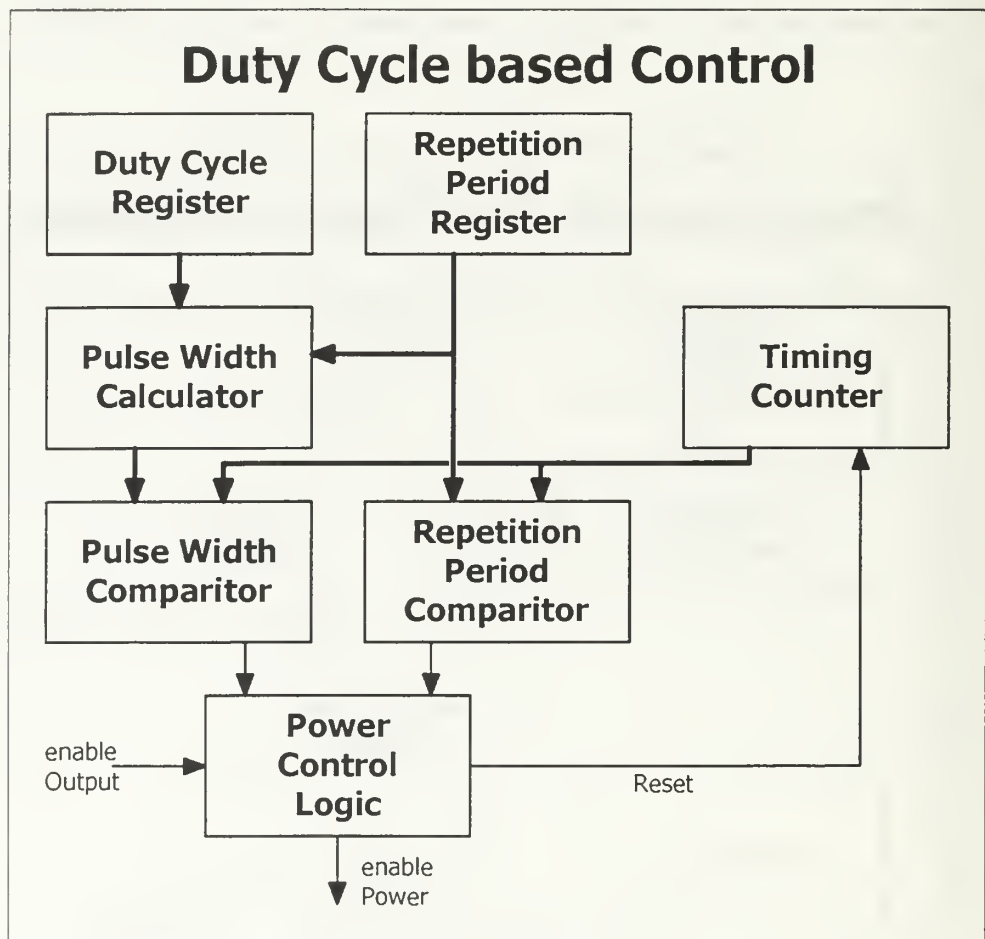 Duty Cycle based Control
Duty Cycle
Register
Repetition
Period
Register
Pulse Width
Calculator
Timing
Counter
Pulse Width
Comparitor
Repetition
Period
Comparitor
Power
Control
Logic
enable
Output
Reset
enable
Power